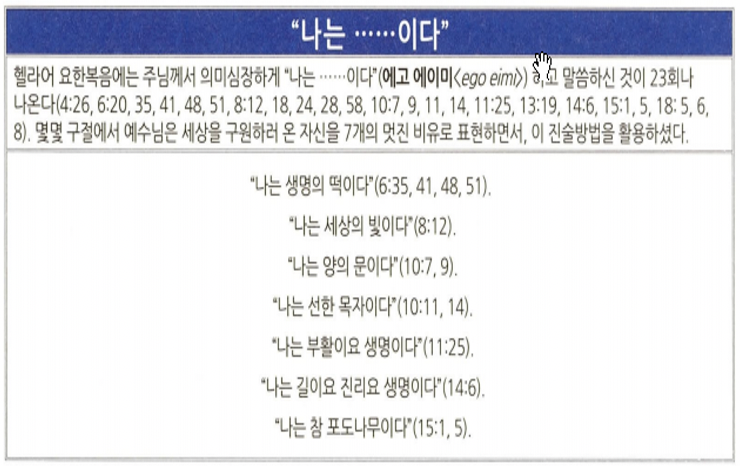 “나는 ……이다”
헬라어 요한복음에는 주님께서 의미심장하게 “나는 ……이다”(에고 에이미<ego eimi>) 하고 말씀하신 것이 23회나
나온다(4:26, 6:20, 35, 41, 48, 51, 8:12, 18, 24, 28, 58, 10:7, 9, 11, 14, 11:25, 13:19, 14:6, 15:1, 5, 18: 5, 6,
8). 몇몇 구절에서 예수님은 세상을 구원하러 온 자신을 7개의 멋진 비유로 표현하면서, 이 진술방법을 활용하셨다.
“나는 생명의 떡이다”(6:35, 41, 48, 51).
“나는 세상의 빛이다”(8:12).
“나는 양의 문이다”(10:7, 9).
“나는 선한 목자이다”(10:11, 14).
“나는 부활이요 생명이다”(11:25).
“나는 길이요 진리요 생명이다”(14:6).
“나는 참 포도나무이다”(15:1, 5).